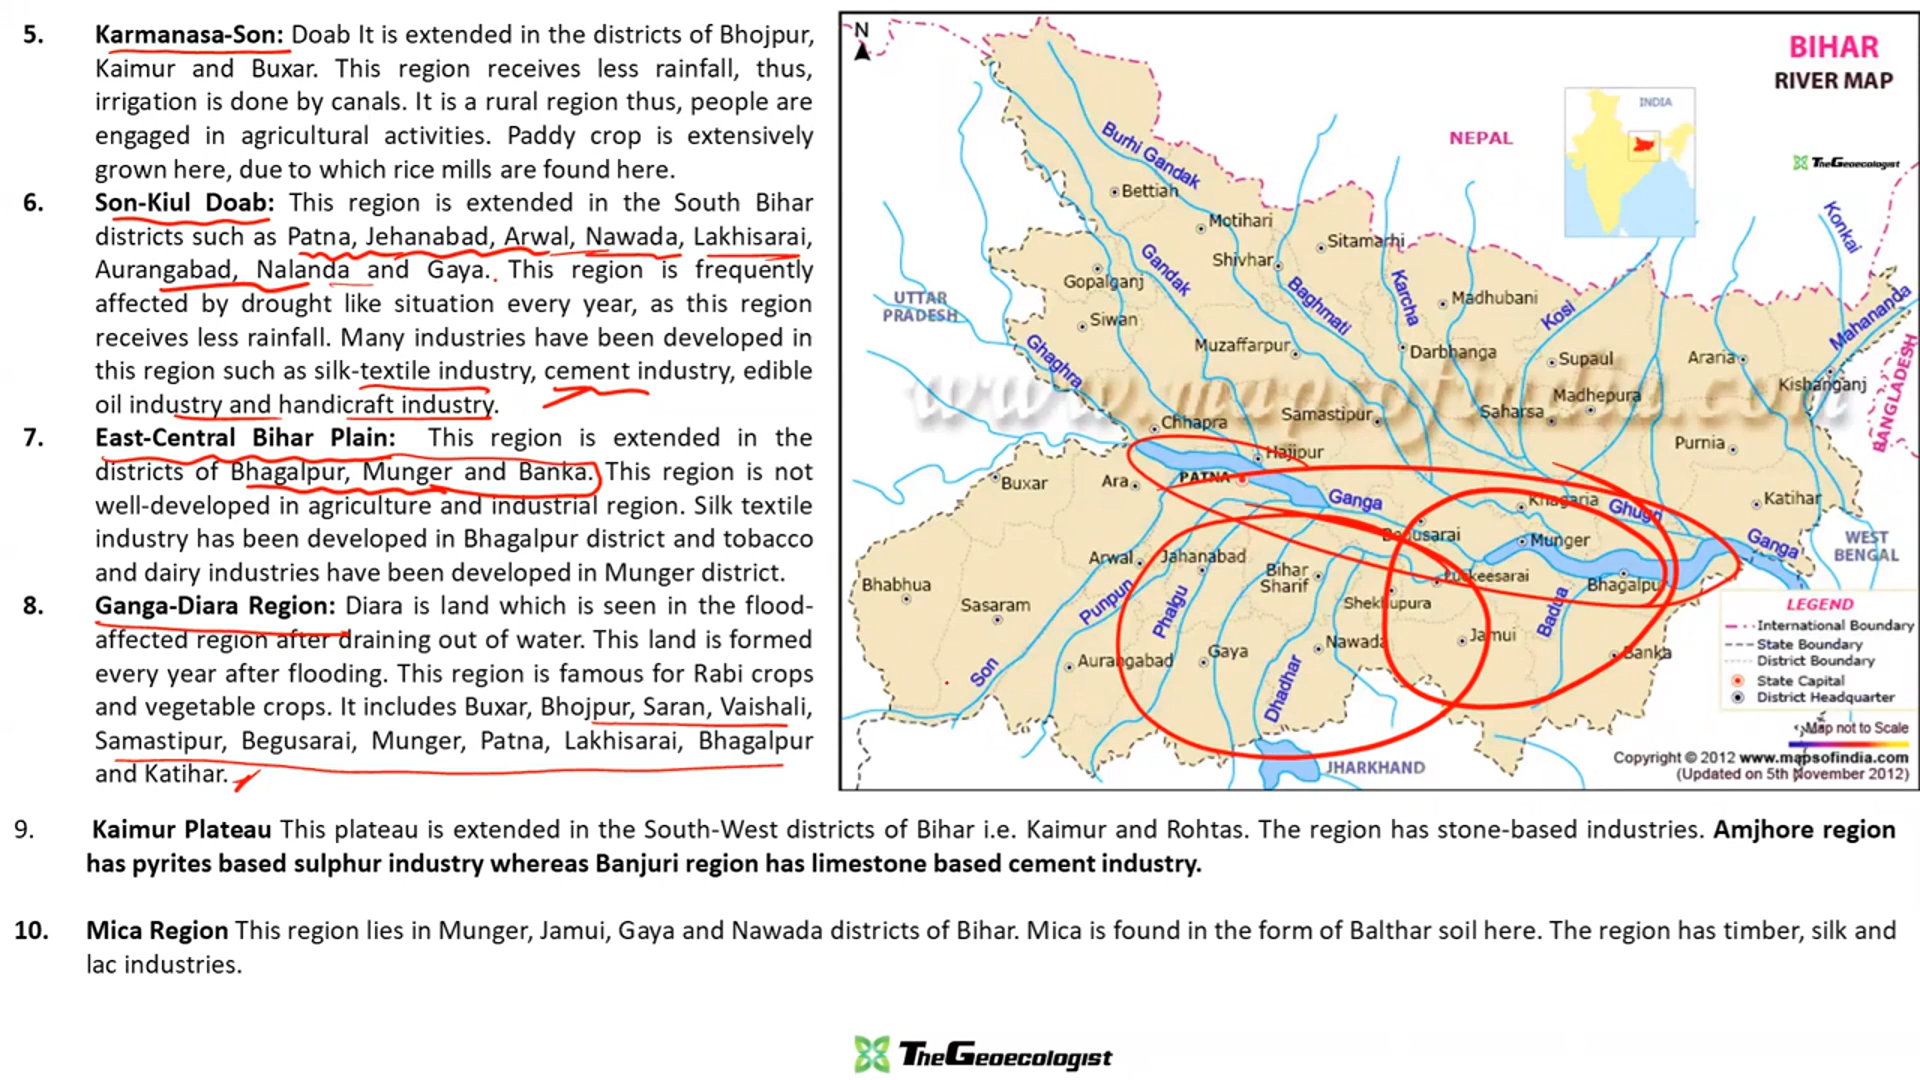 5. Karmanasa-Son: Doab It is extended in the districts of Bhojpur,
Kaimur and Buxar. This region receives less rainfall, thus,
irrigation is done by canals. It is a rural region thus, people are
engaged in agricultural activities. Paddy crop is extensively
grown here, due to which rice mills are found here.
6. Son-Kiul Doab: This region is extended in the South Bihar
districts such as Patna, Jehanabad, Arwal, Nawada, Lakhisarai,
Aurangabad, Nalanda and Gaya. This region is frequently
affected by drought like situation every year, as this region
receives less rainfall. Many industries have been developed in
this region such as silk-textile industry, cement industry, edible
oil industry and handicraft industry.
7. East-Central Bihar Plain: This region is extended in the
districts of Bhagalpur, Munger and Banka. This region is not
well-developed in agriculture and industrial region. Silk textile
industry has been developed in Bhagalpur district and tobacco
and dairy industries have been developed in Munger district.
8. Ganga-Diara Region: Diara is land which is seen in the flood-
affected region after draining out of water. This land is formed
every year after flooding. This region is famous for Rabi crops
and vegetable crops. It includes Buxar, Bhojpur, Saran, Vaishali,
Samastipur, Begusarai, Munger, Patna, Lakhisarai, Bhagalpur
and Katihar.
N
BIHAR
RIVER MAP
INDIA
NEPAL
TheGeoecologist
Burhi Gandak
Bettiah
Motihari
Sitamarhi
Konkai
Gandak
Shivhar
Gopalganj
Baghmati
Karcha
Madhubani
Kosi
Mahananda
UTTAR
PRADESH
Siwan
Ghaghra
Muzaffarpur
Darbhanga
Supaul
Araria
Kishanganj
BANGLADESH
www.mapsofindia.com
Madhepura
Chhapra
Samastipur
Saharsa
Purnia
Hajipur
Buxar
Ara
PATNA
Ganga
Khagaria
Ghugri
Katihar
Begusarai
Munger
Ganga
WEST
BENGAL
Arwal
Jahanabad
Bihar
Sharif
Luckeesarai
Bhagalpur
Bhabhua
Sasaram
Punpun
Phalgu
Shekhupura
Badua
Son
Aurangabad
Gaya
Dhadhar
Nawada
Jamui
Banka
JHARKHAND
LEGEND
International Boundary
State Boundary
District Boundary
State Capital
District Headquarter
Map not to Scale
Copyright © 2012 www.mapsofindia.com
(Updated on 5th November 2012)
9. Kaimur Plateau This plateau is extended in the South-West districts of Bihar i.e. Kaimur and Rohtas. The region has stone-based industries. Amjhore region
has pyrites based sulphur industry whereas Banjuri region has limestone based cement industry.
10. Mica Region This region lies in Munger, Jamui, Gaya and Nawada districts of Bihar. Mica is found in the form of Balthar soil here. The region has timber, silk and
lac industries.
TheGeoecologist